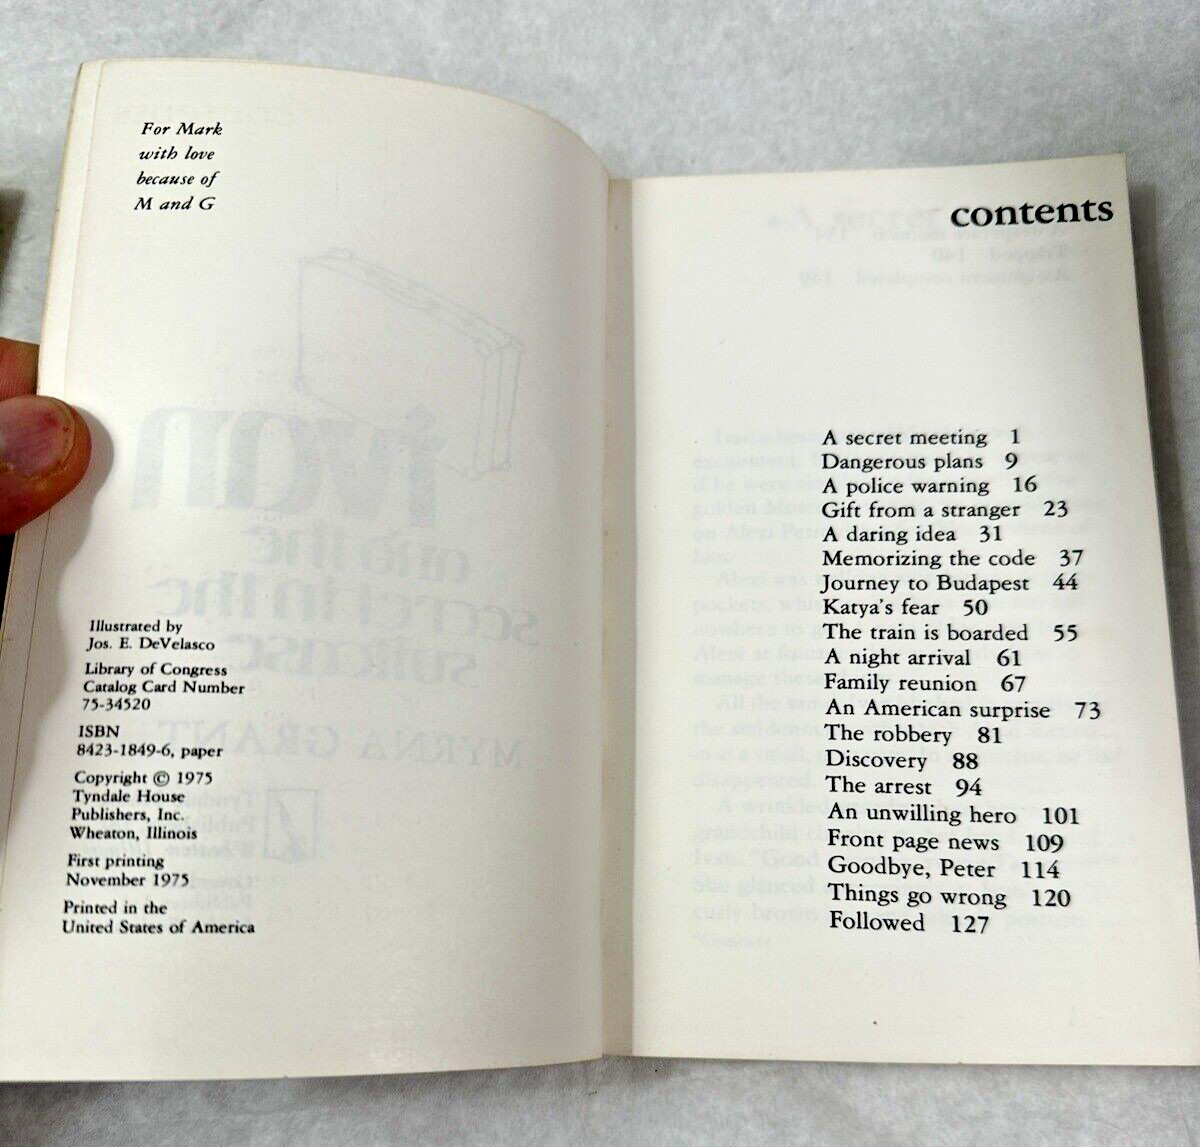 For Mark
with love
because of
M and G
Illustrated by
Jos. E. DeVelasco
Library of Congress
Catalog Card Number
75-34520
ISBN
8423-1849-6, paper
Copyright © 1975
Tyndale House
Publishers, Inc.
Wheaton, Illinois
First printing
November 1975
Printed in the
United States of America
contents
A secret meeting 1
Dangerous plans 9
A police warning 16
Gift from a stranger 23
A daring idea 31
Memorizing the code 37
Journey to Budapest 44
Katya's fear 50
The train is boarded 55
A night arrival 61
Family reunion 67
An American surprise 73
The robbery 81
Discovery 88
The arrest 94
An unwilling hero 101
Front page news 109
Goodbye, Peter 114
Things go wrong 120
Followed 127